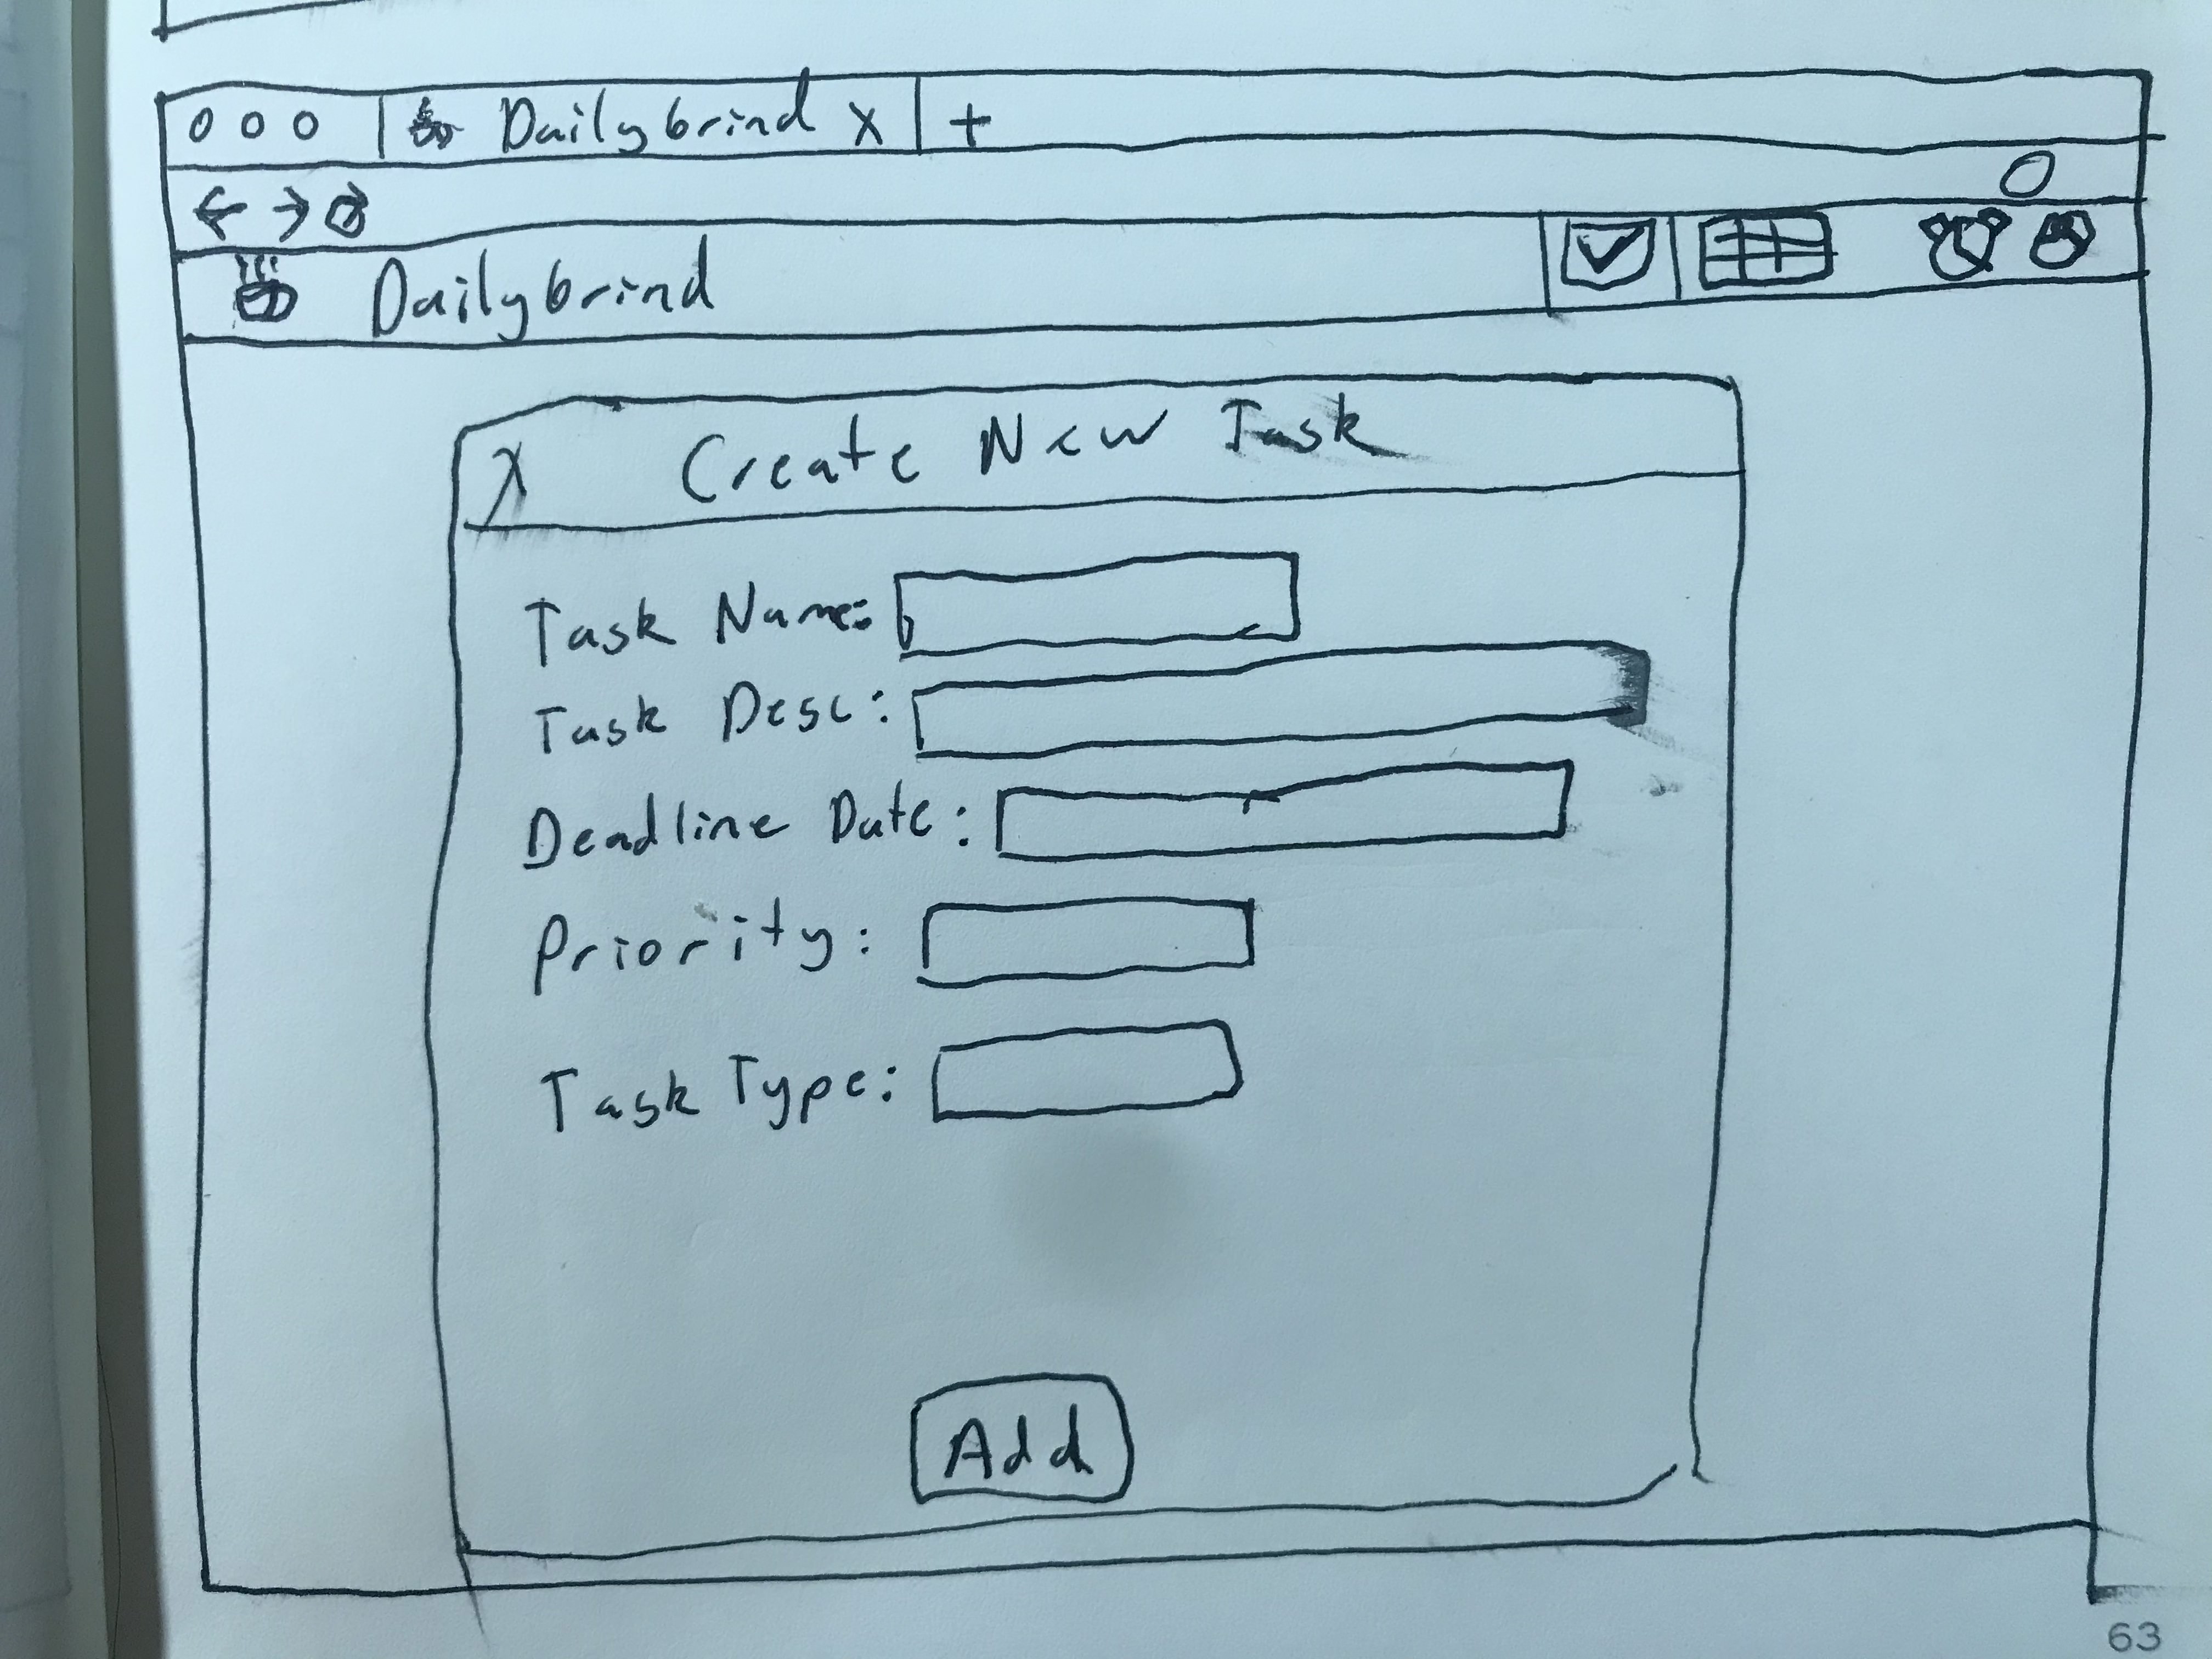 DailyGrind X +
DailyGrind
X Create New Task
Task Name:
Task Desc:
Deadline Date:
Priority:
Task Type:
Add
63